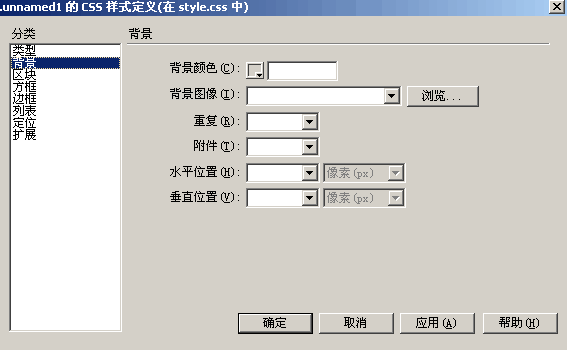 .unnamed1 的 CSS 样式定义(在 style.css 中)
分类
背景
类型
背景
区块
方框
边框
列表
定位
扩展
背景颜色(C):
背景图像(I):
浏览...
重复(R):
附件(T):
水平位置(H):
像素(px)
垂直位置(V):
像素(px)
确定
取消
应用(A)
帮助(H)